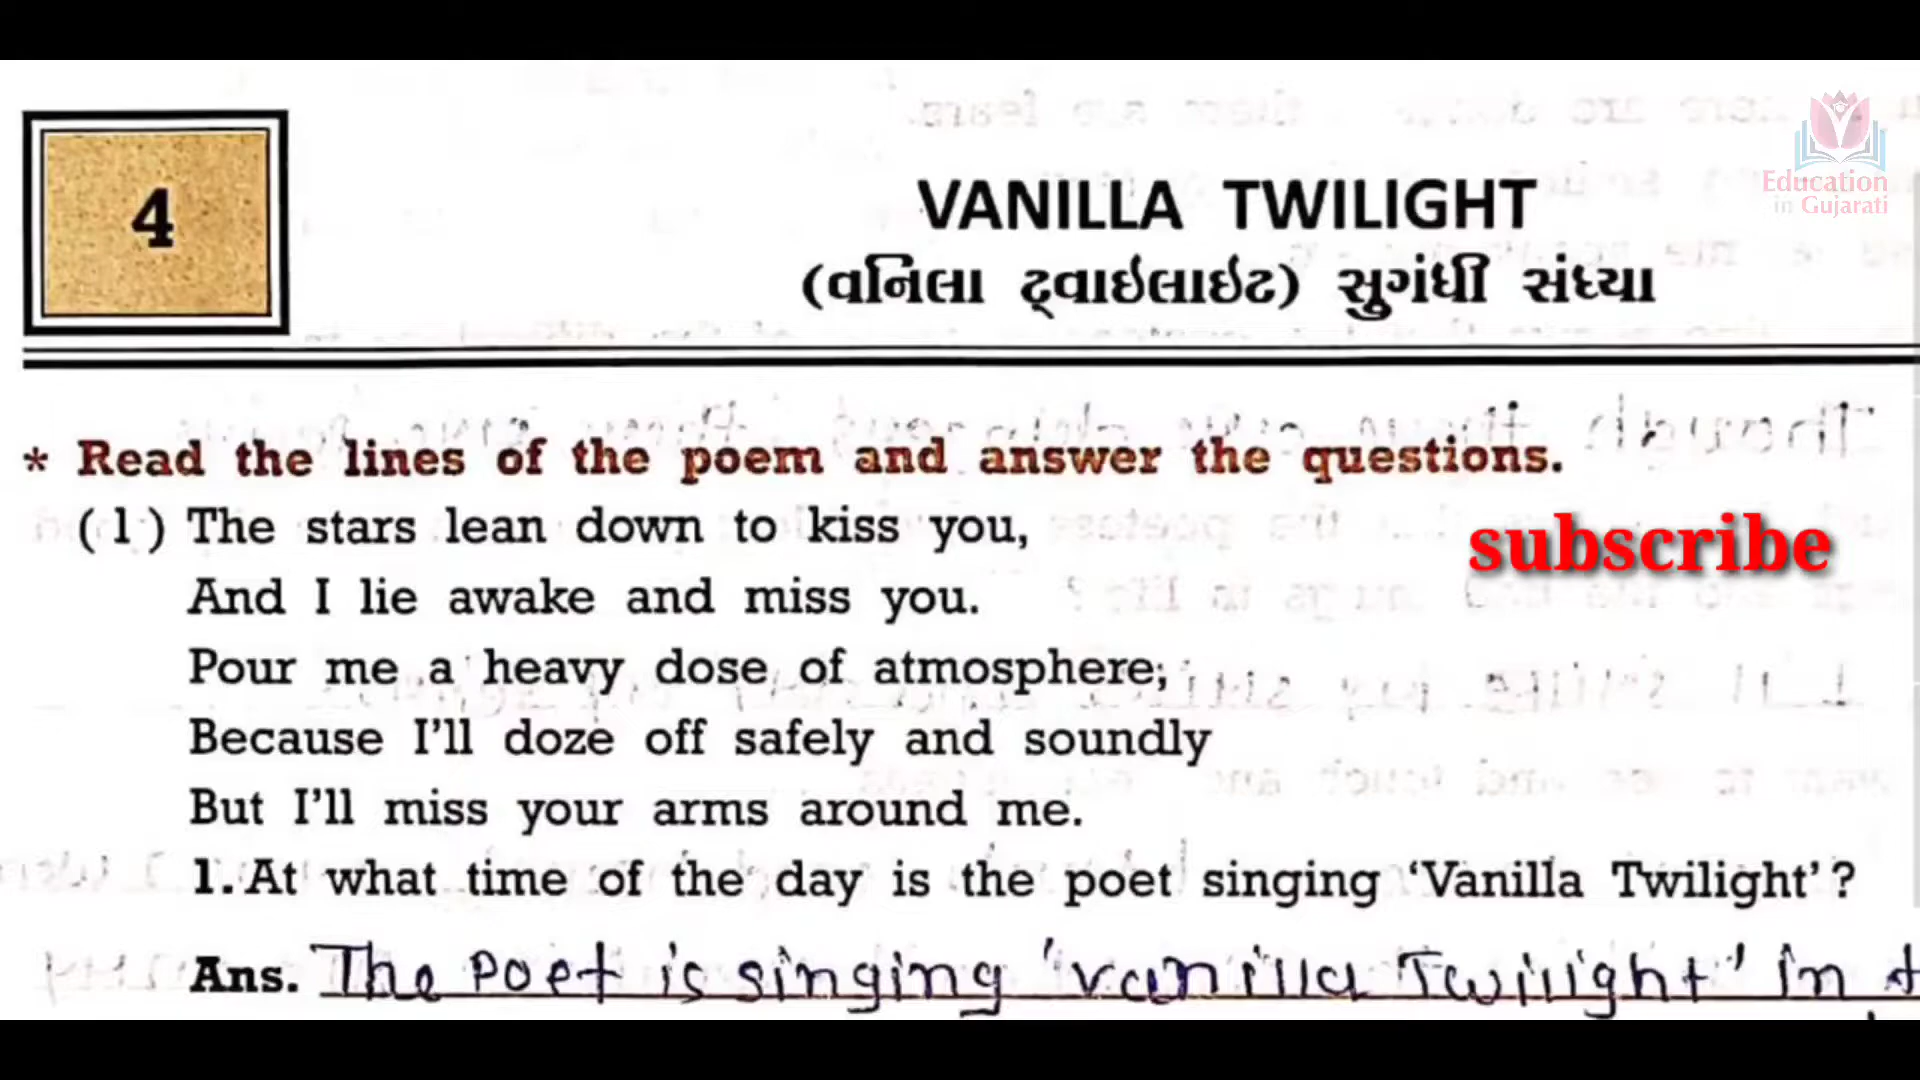 4
VANILLA TWILIGHT
Education
in Gujarati
(વનિલા ટ્વાઇલાઇટ) સુગંધી સંધ્યા
* Read the lines of the poem and answer the questions.
(1) The stars lean down to kiss you,
subscribe
And I lie awake and miss you.
Pour me a heavy dose of atmosphere;
Because I'll doze off safely and soundly
But I'll miss your arms around me.
1. At what time of the day is the poet singing 'Vanilla Twilight'?
Ans. The poet is singing 'vanilla Twilight' in